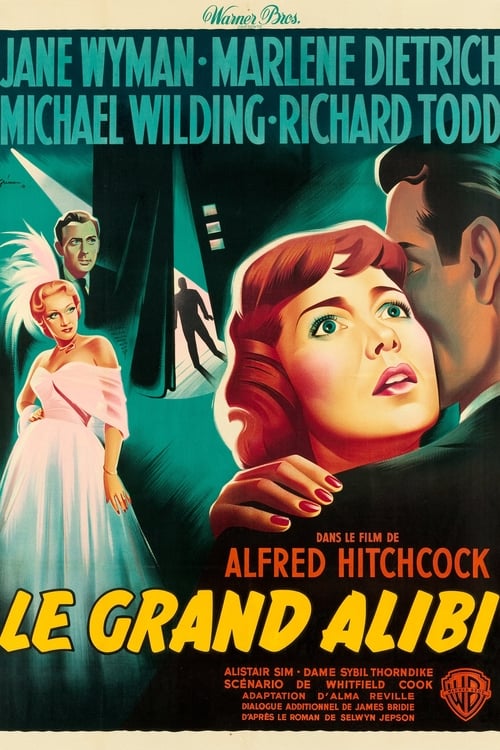 Warner Bros.
JANE WYMAN · MARLENE DIETRICH
MICHAEL WILDING · RICHARD TODD
DANS LE FILM DE
ALFRED HITCHCOCK
LE GRAND ALIBI
ALISTAIR SIM - DAME SYBIL THORNDIKE
SCÉNARIO DE WHITFIELD COOK
ADAPTATION D'ALMA REVILLE
DIALOGUE ADDITIONNEL DE JAMES BRIDIE
D'APRÈS LE ROMAN DE SELWYN JEPSON
WB